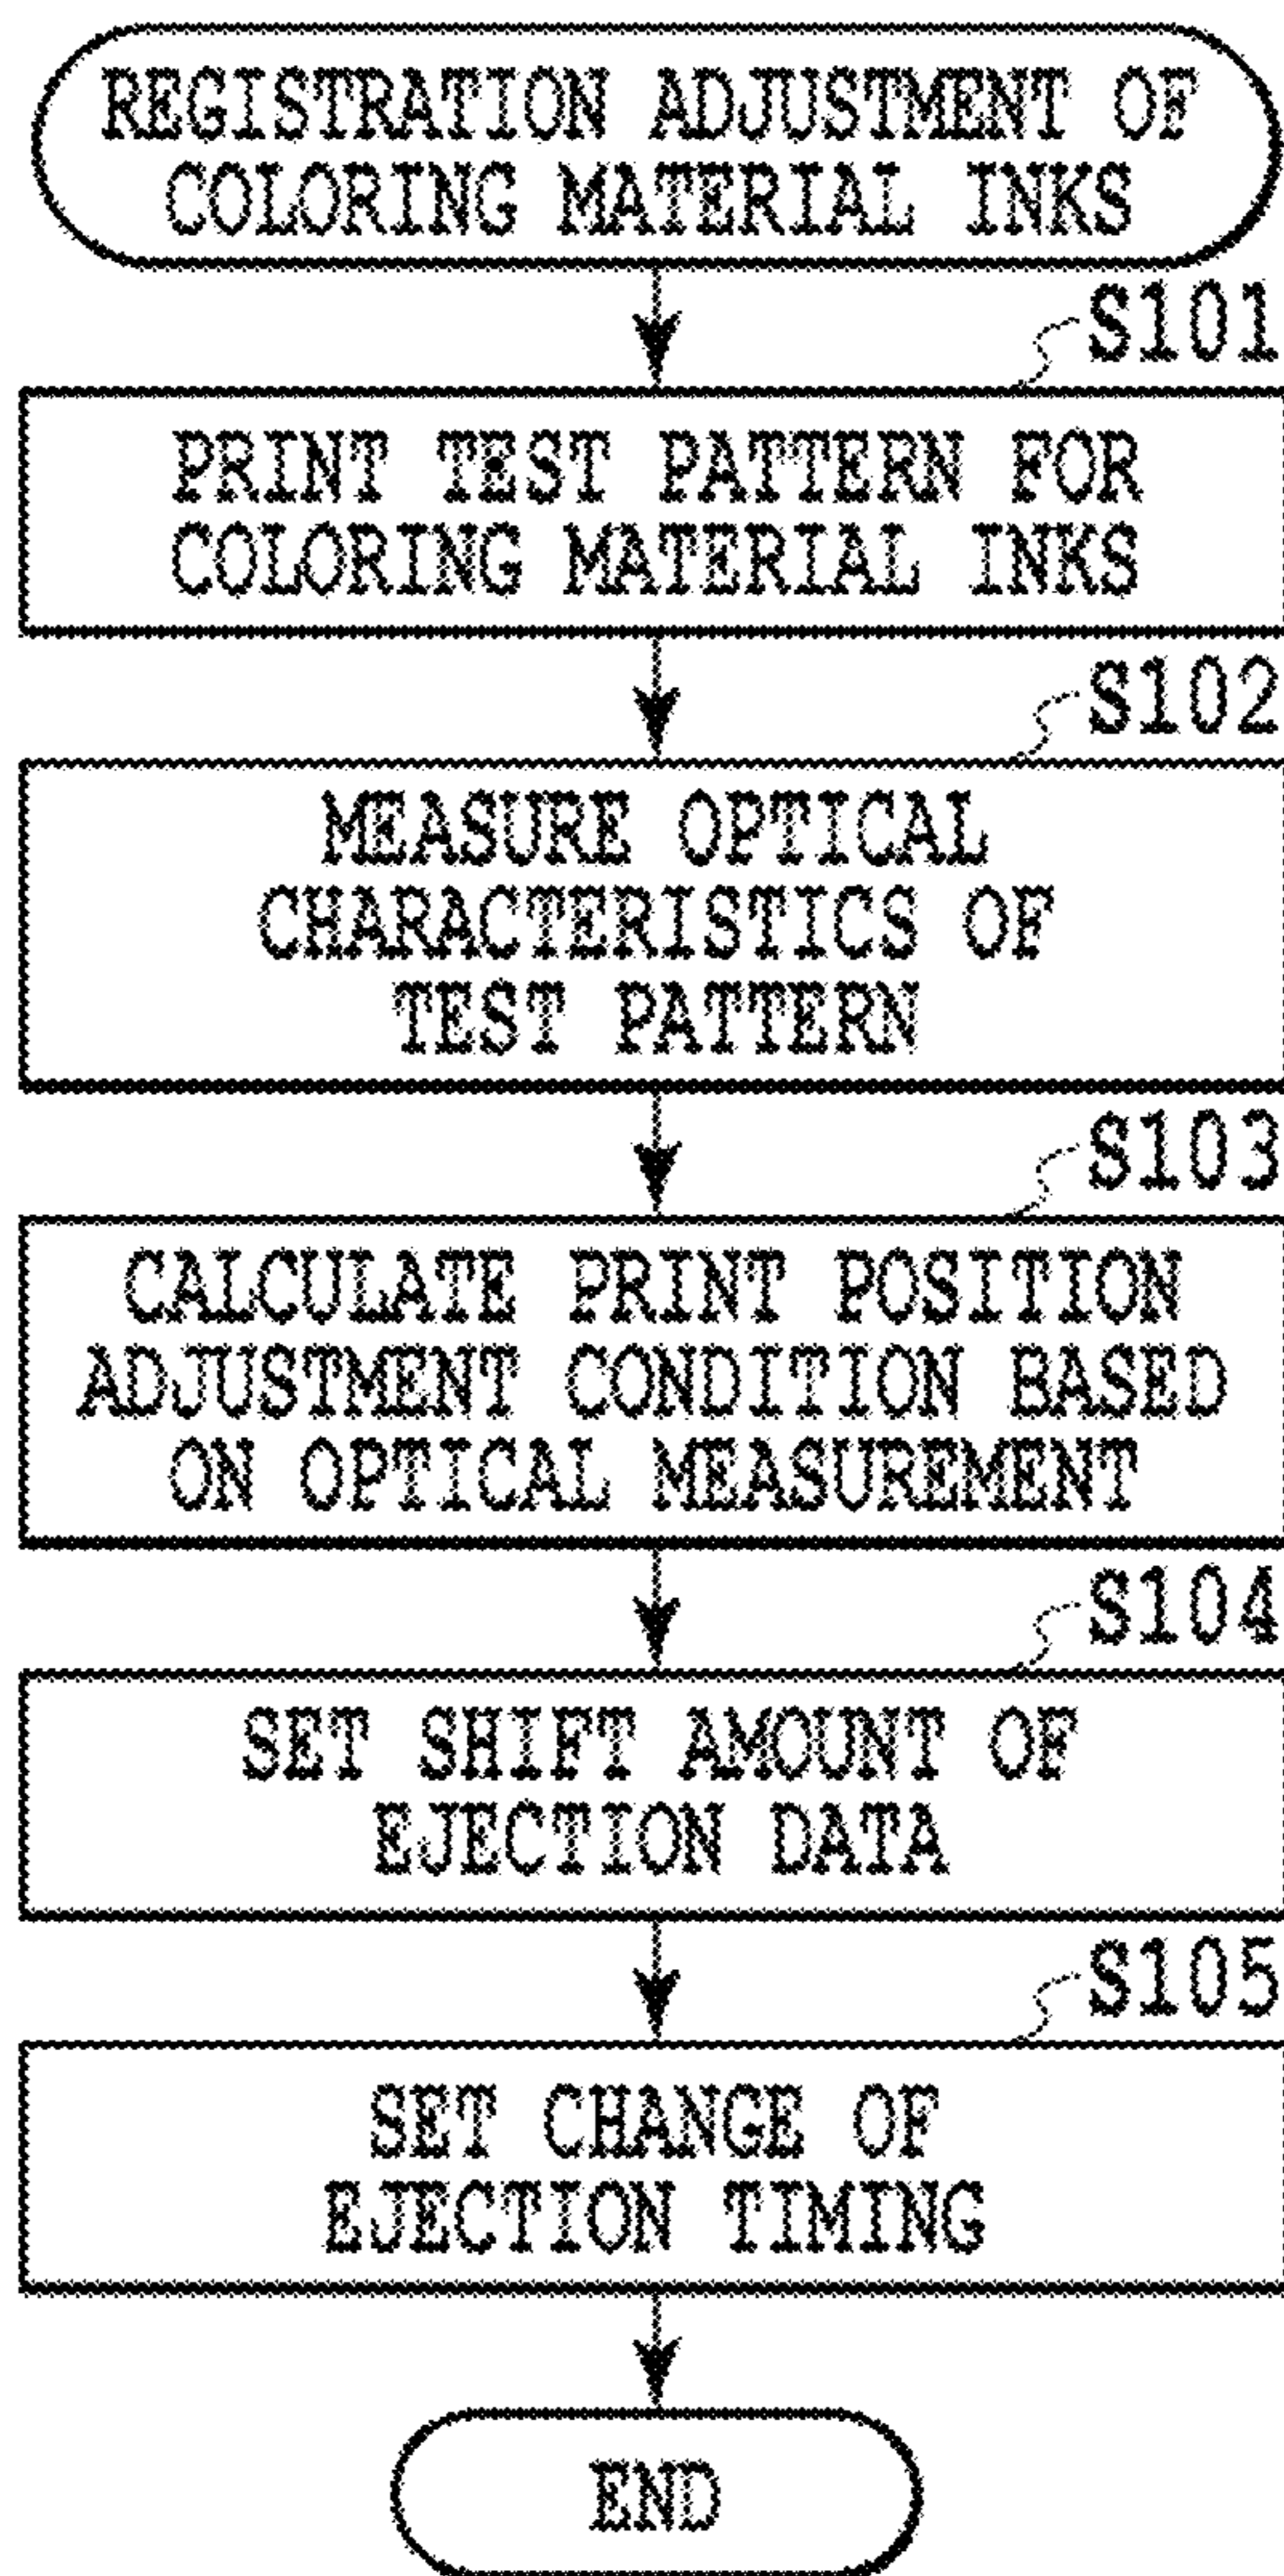 REGISTRATION ADJUSTMENT OF
COLORING MATERIAL INKS
S101
PRINT TEST PATTERN FOR
COLORING MATERIAL INKS
S102
MEASURE OPTICAL
CHARACTERISTICS OF
TEST PATTERN
S103
CALCULATE PRINT POSITION
ADJUSTMENT CONDITION BASED
ON OPTICAL MEASUREMENT
S104
SET SHIFT AMOUNT OF
EJECTION DATA
S105
SET CHANGE OF
EJECTION TIMING
END